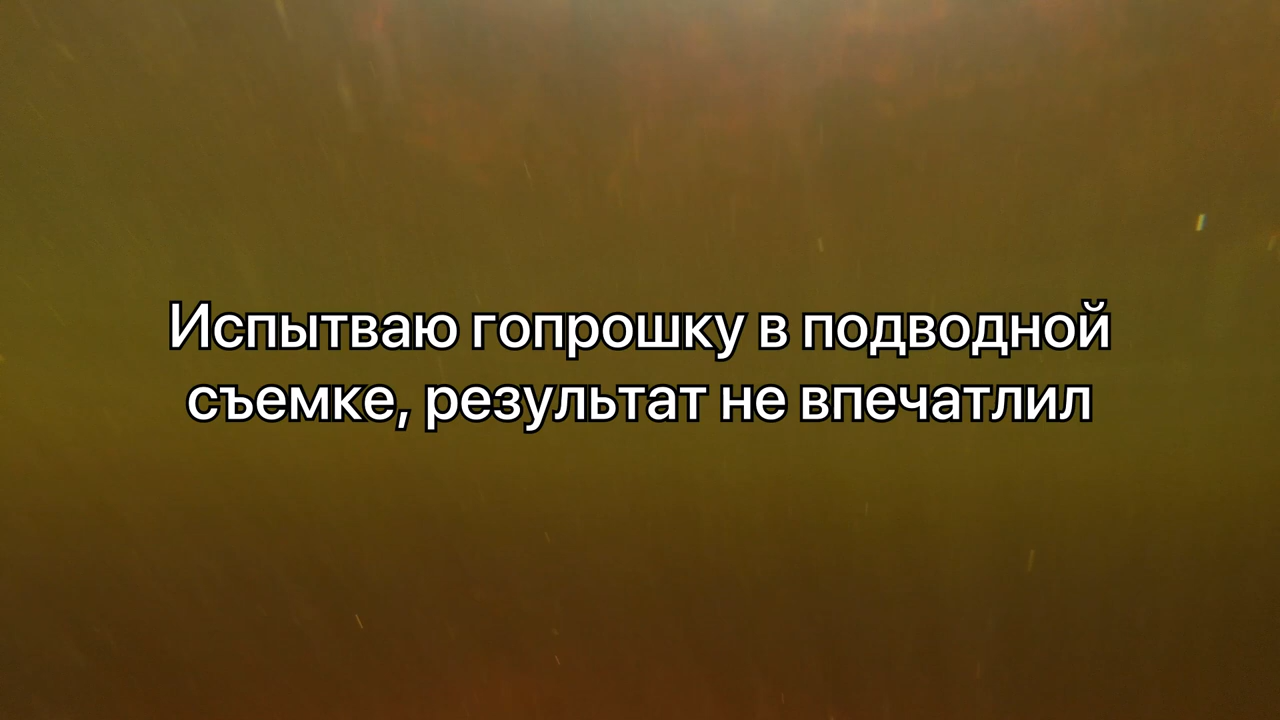 Испытваю гопрошку в подводной
съемке, результат не впечатлил